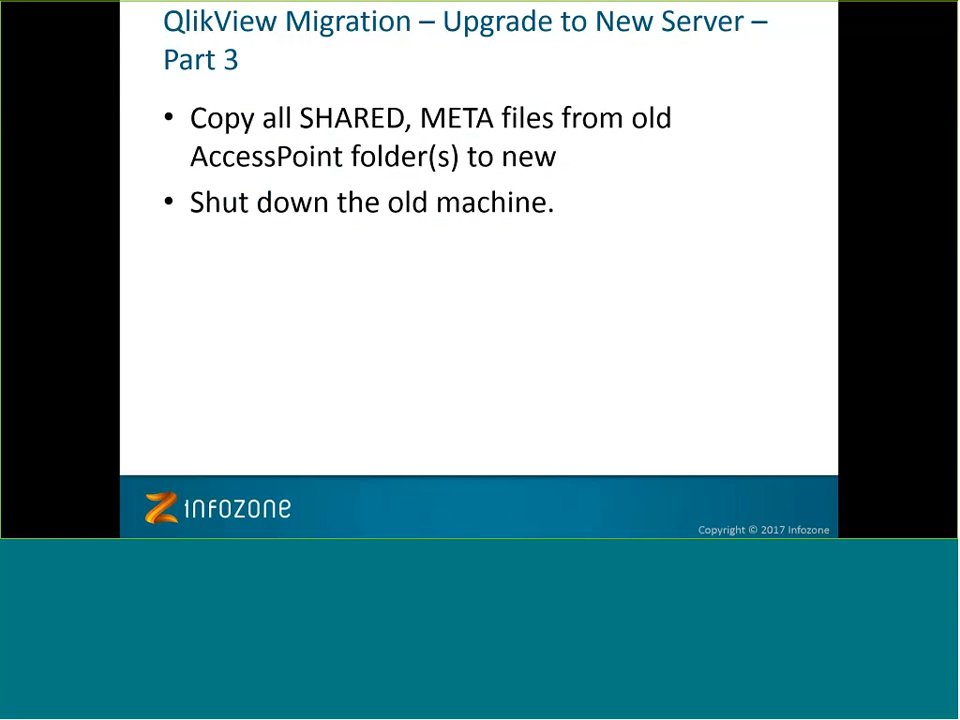 QlikView Migration – Upgrade to New Server –
Part 3
• Copy all SHARED, META files from old
AccessPoint folder(s) to new
• Shut down the old machine.
infozone
Copyright © 2017 Infozone